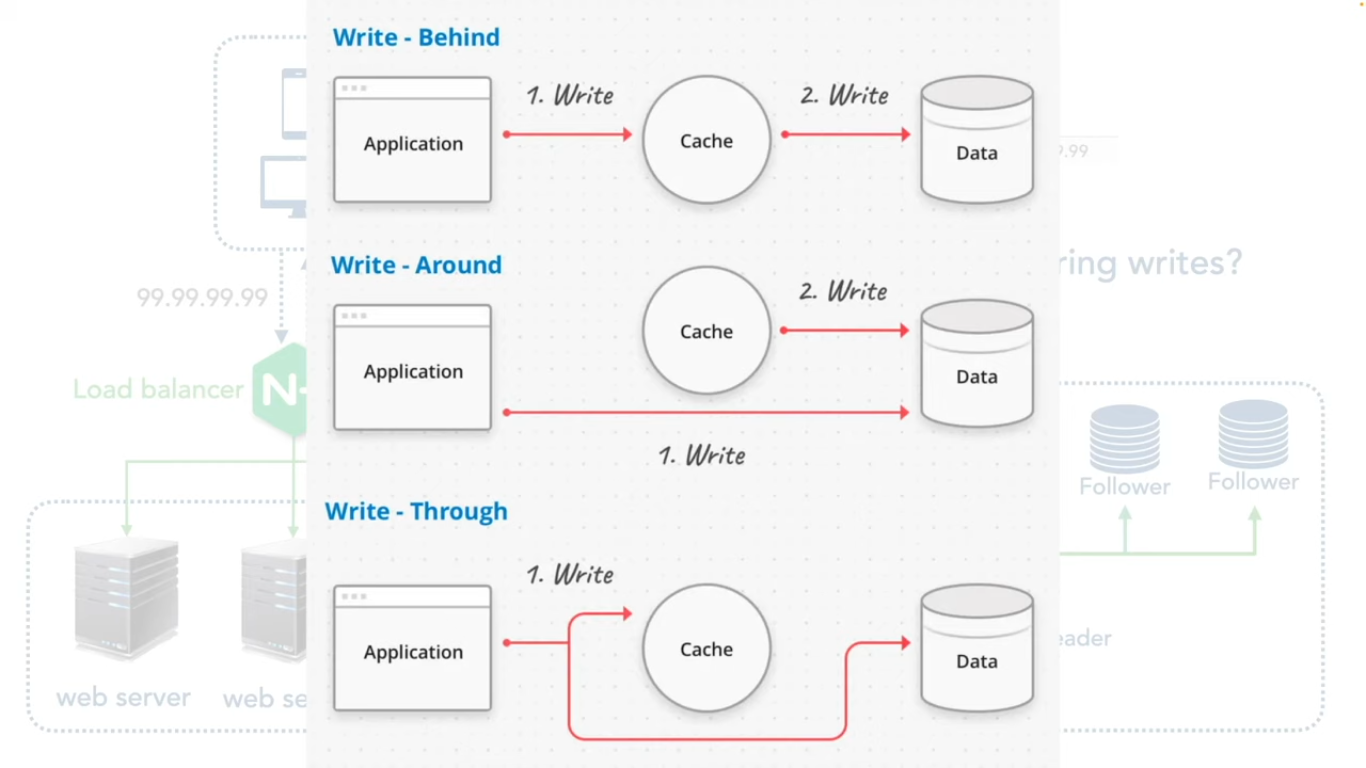 Write - Behind
Application
1. Write
Cache
2. Write
Data
9.99
Write - Around
ring writes?
99.99.99.99
Application
Cache
2. Write
Data
1. Write
Load balancer
N
Follower
Follower
Write - Through
1. Write
Application
Cache
Data
eader
web server
web se